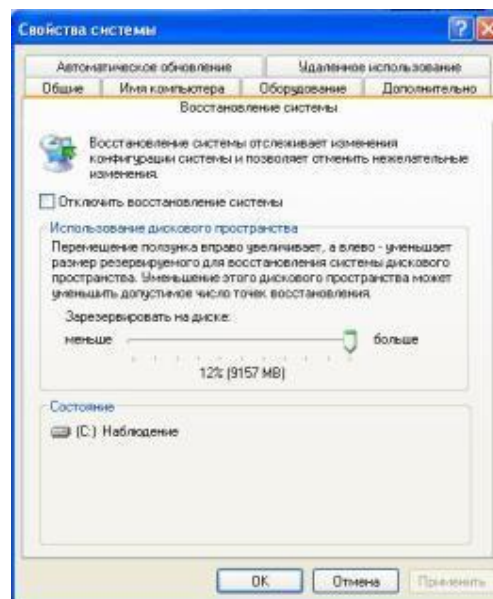 Свойства системы
Автоматическое обновление
Удаленное использование
Общие
Имя компьютера
Оборудование
Дополнительно
Восстановление системы
Восстановление системы отслеживает изменения
конфигурации системы и позволяет отменить нежелательные
изменения.
Отключить восстановление системы
Использование дискового пространства
Перемещение ползунка вправо увеличивает, а влево - уменьшает
размер резервируемого для восстановления системы дискового
пространства. Уменьшение этого дискового пространства может
уменьшить допустимое число точек восстановления.
Зарезервировать на диске:
меньше
больше
12% (9157 MB)
Состояние
(C:) Наблюдение
OK
Отмена
Применить